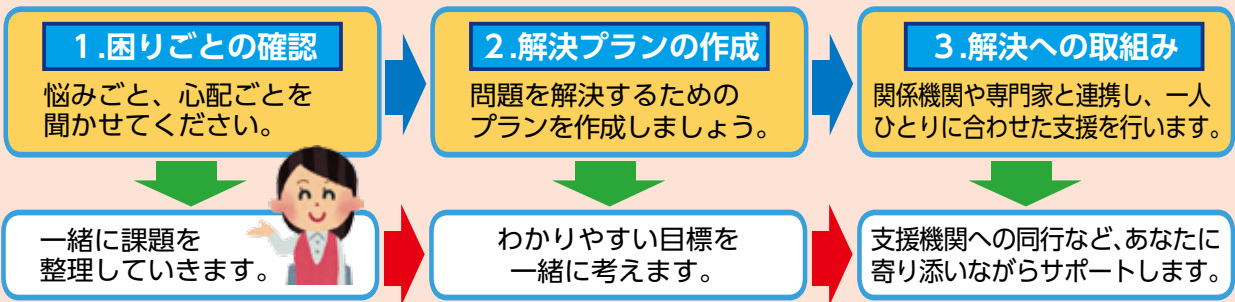 １.困りごとの確認
悩みごと、心配ごとを
聞かせてください。
一緒に課題を
整理していきます。
２.解決プランの作成
問題を解決するための
プランを作成しましょう。
わかりやすい目標を
一緒に考えます。
３.解決への取組み
関係機関や専門家と連携し、一人
ひとりに合わせた支援を行います。
支援機関への同行など、あなたに
寄り添いながらサポートします。